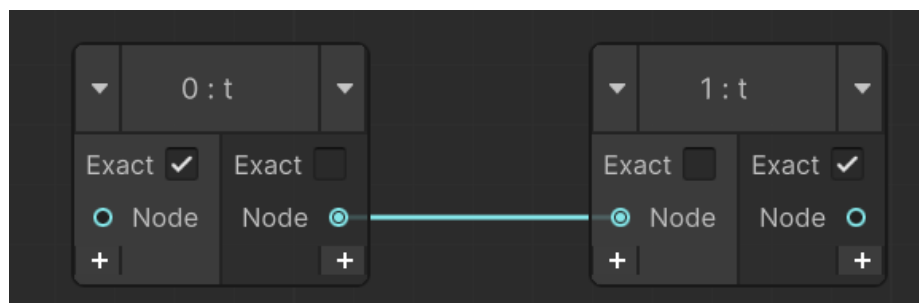 0 : t
1 : t
Exact Exact
Exact Exact
Node Node
Node Node
+ +
+ +